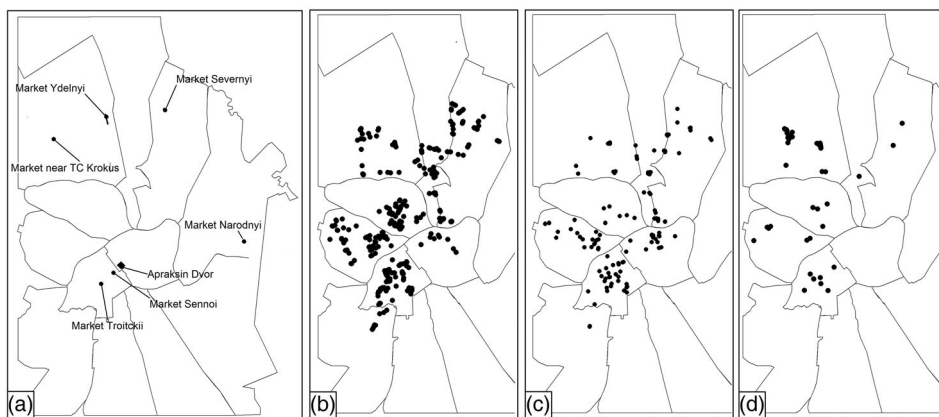 Market Severnyi
Market Ydelnyi
Market near TC Krokus
Market Narodnyi
Apraksin Dvor
Market Sennoi
Market Troitckii
(a)
(b)
(c)
(d)